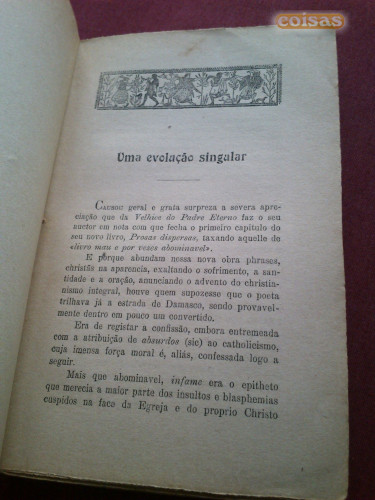 coisas
Uma evolução singular
Causou geral e grata surpreza a severa apre-
ciação que da Velhice do Padre Eterno faz o seu
auctor em nota com que fecha o primeiro capitulo do
seu novo livro, Prosas dispersas, taxando aquelle de
«livro mau e por vezes abominavel».
E porque abundam nessa nova obra phrases,
christãs na apparencia, exaltando o sofrimento, a san-
tidade e a oração, anunciando o advento do christia-
nismo integral, houve quem supozesse que o poeta
trilhava já a estrada de Damasco, sendo provavel-
mente dentro em pouco um convertido.
Era de registar a confissão, embora entremeada
com a atribuição de absurdos (sic) ao catholicismo,
cuja imensa força moral é, aliás, confessada logo a
seguir.
Mais que abominavel, infame era o epitheto
que merecia a maior parte dos insultos e blasphemias
cuspidos na face da Egreja e do proprio Christo